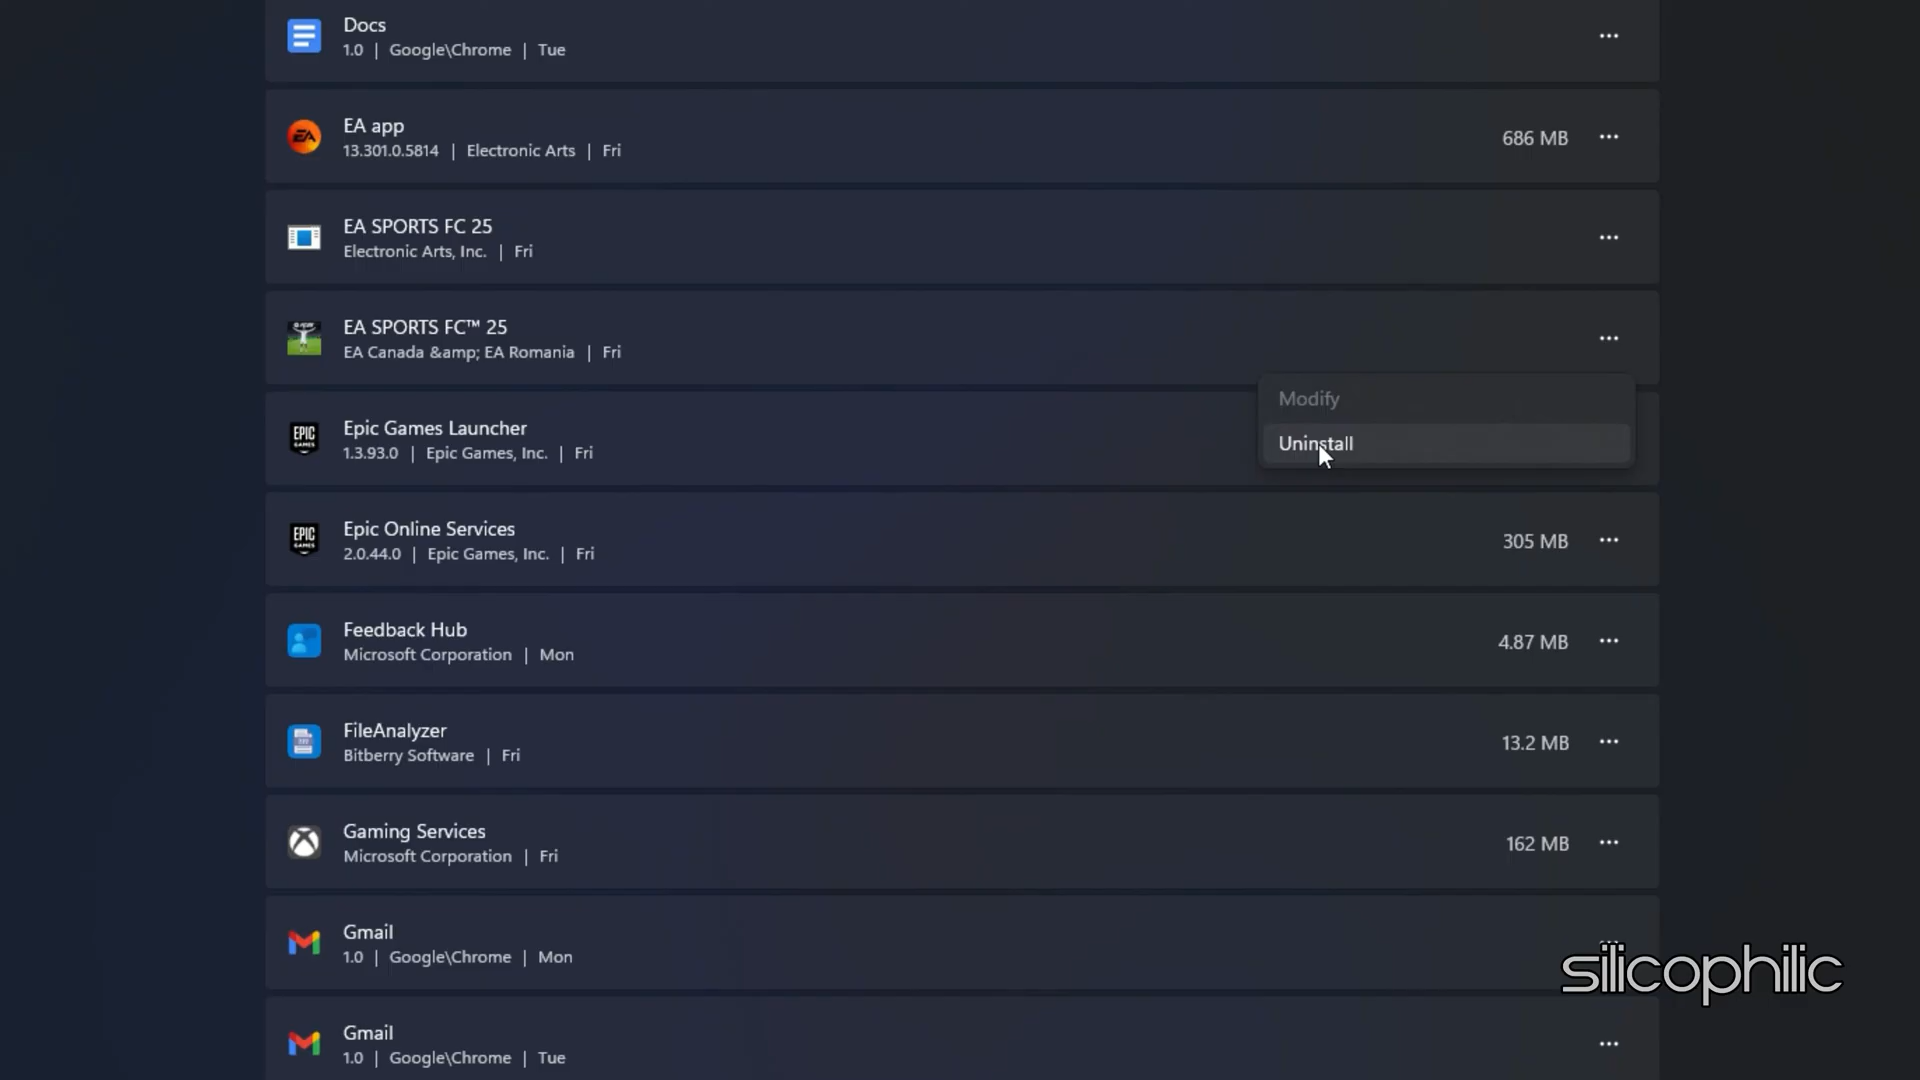 Docs
1.0 | Google\Chrome | Tue
EA app
13.301.0.5814 | Electronic Arts | Fri
686 MB
EA SPORTS FC 25
Electronic Arts, Inc. | Fri
EA SPORTS FC™ 25
EA Canada &amp; EA Romania | Fri
Modify
Uninstall
Epic Games Launcher
1.3.93.0 | Epic Games, Inc. | Fri
Epic Online Services
2.0.44.0 | Epic Games, Inc. | Fri
305 MB
Feedback Hub
Microsoft Corporation | Mon
4.87 MB
FileAnalyzer
Bitberry Software | Fri
13.2 MB
Gaming Services
Microsoft Corporation | Fri
162 MB
Gmail
1.0 | Google\Chrome | Mon
silicophilic
Gmail
1.0 | Google\Chrome | Tue